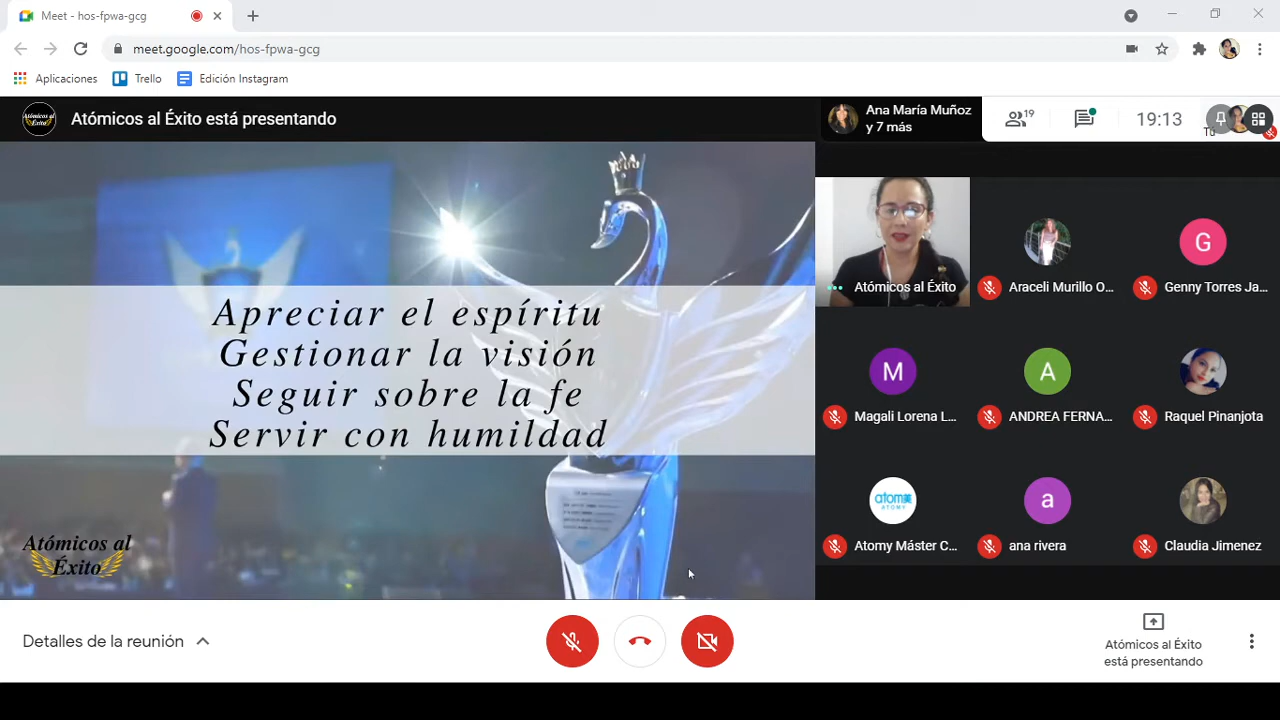 Meet - hos-fpwa-gcg
meet.google.com/hos-fpwa-gcg
Aplicaciones
Trello
Edición Instagram
Atómicos al Éxito
Atómicos al Éxito está presentando
Ana María Muñoz
y 7 más
19
19:13
Tú
Apreciar el espíritu
Gestionar la visión
Seguir sobre la fe
Servir con humildad
Atómicos al
Éxito
Atómicos al Éxito
Araceli Murillo O...
G
Genny Torres Ja...
M
Magali Lorena L...
A
ANDREA FERNA...
Raquel Pinanjota
ATOMY
Atomy Máster C...
a
ana rivera
Claudia Jimenez
Detalles de la reunión
Atómicos al Éxito
está presentando